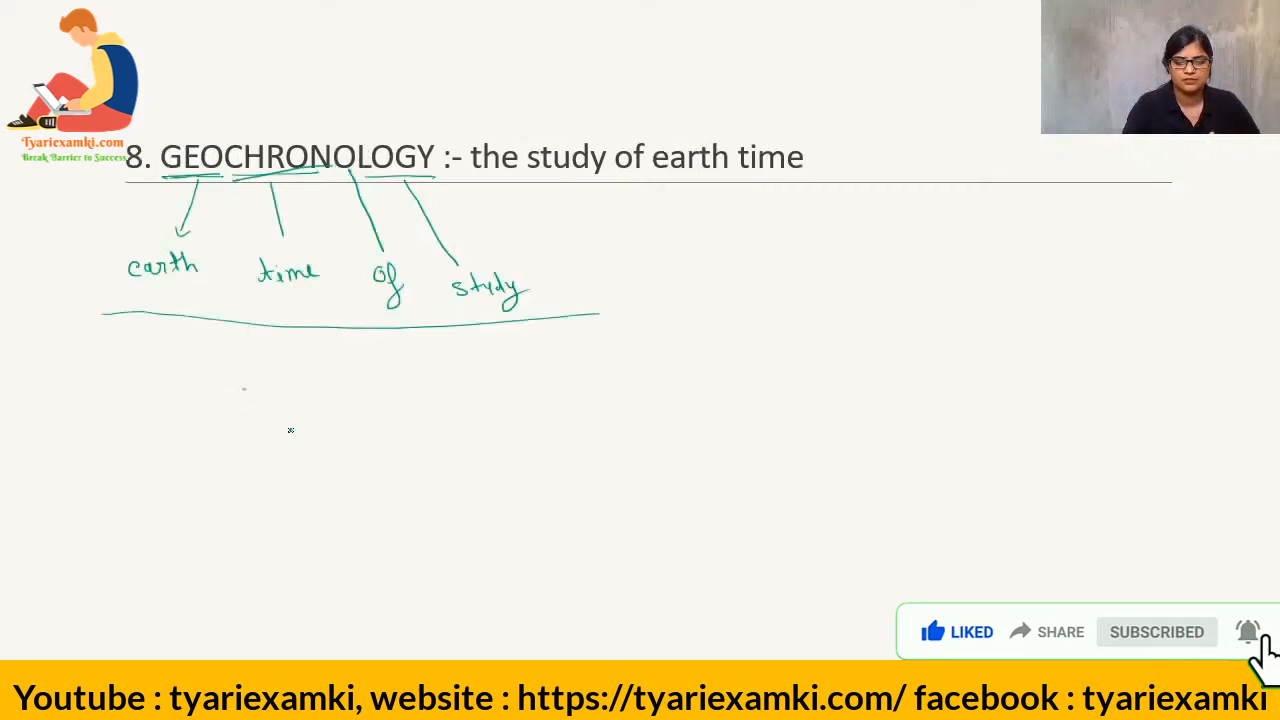 Tyariexamki.com
Break Barrier to Success
8. GEOCHRONOLOGY :- the study of earth time
earth time of study
LIKED SHARE SUBSCRIBED
Youtube : tyariexamki, website : https://tyariexamki.com/ facebook : tyariexamki